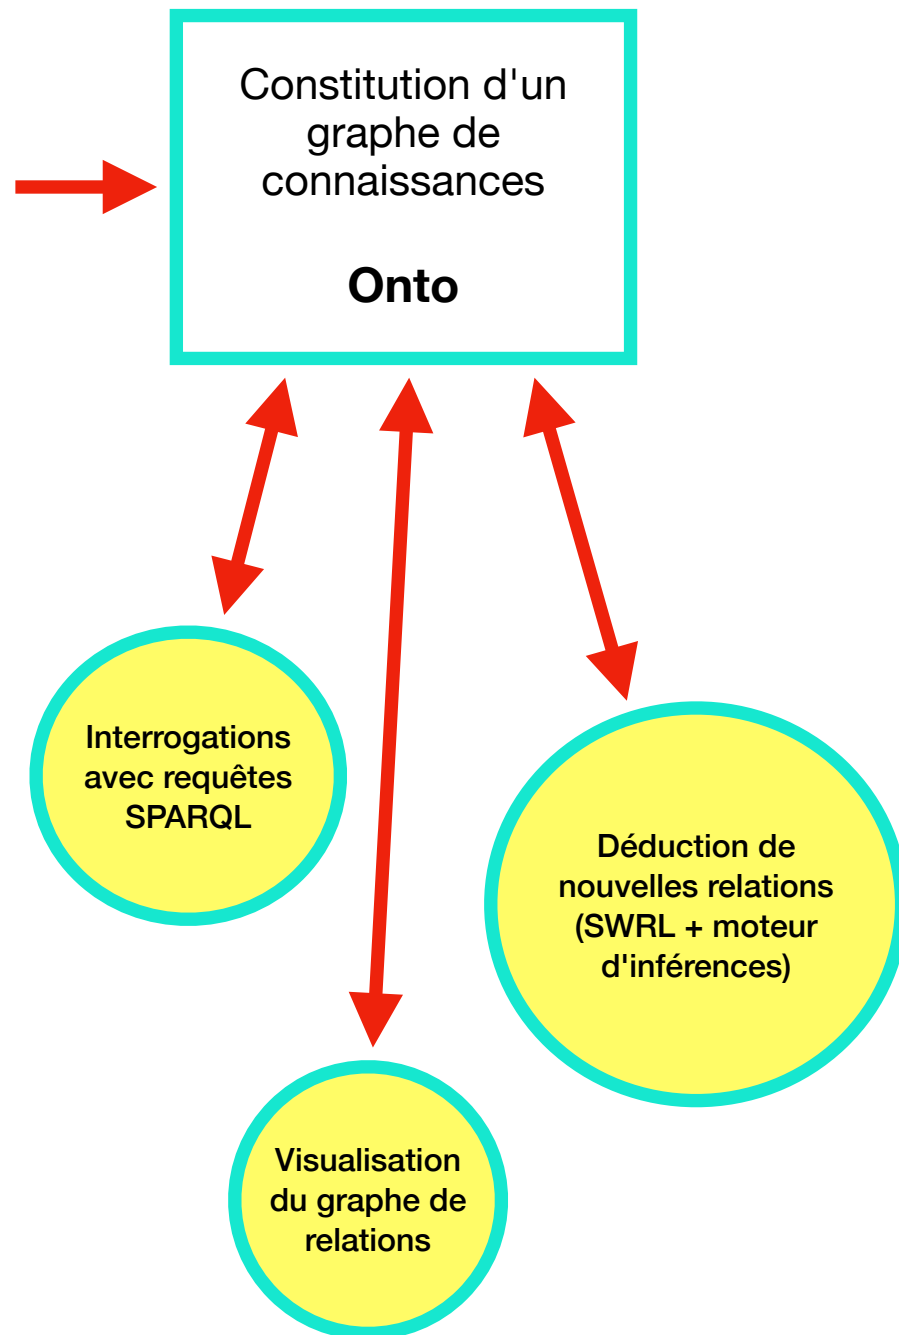 Constitution d'un
graphe de
connaissances
Onto
Interrogations
avec requêtes
SPARQL
Déduction de
nouvelles relations
(SWRL + moteur
d'inférences)
Visualisation
du graphe de
relations